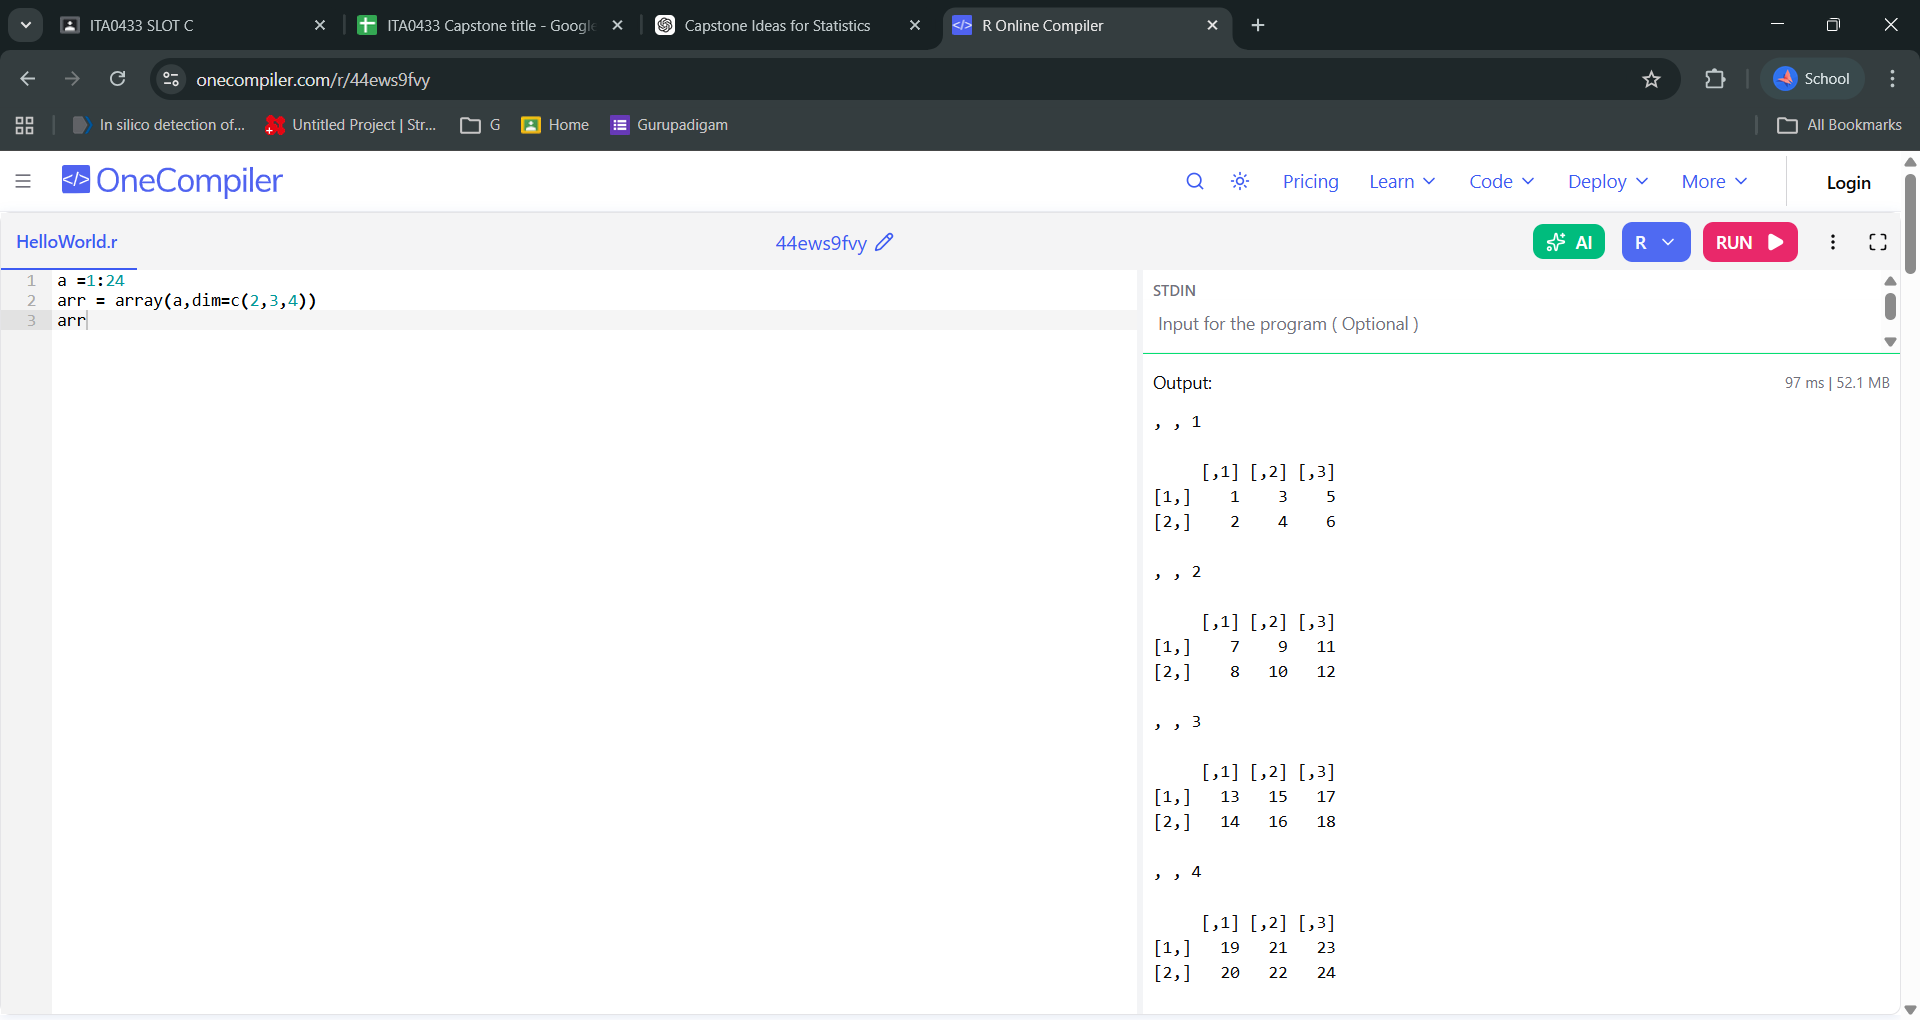 ITA0433 SLOT C
ITA0433 Capstone title - Google
Capstone Ideas for Statistics
R Online Compiler
onecompiler.com/r/44ews9fvy
School
In silico detection of...
Untitled Project | Str...
G
Home
Gurupadigam
All Bookmarks
</> OneCompiler
Pricing
Learn
Code
Deploy
More
Login
HelloWorld.r
44ews9fvy
AI
R
RUN
1 a =1:24
2 arr = array(a,dim=c(2,3,4))
3 arr
STDIN
Input for the program ( Optional )
Output:
97 ms | 52.1 MB
, , 1
[,1] [,2] [,3]
[1,] 1 3 5
[2,] 2 4 6
, , 2
[,1] [,2] [,3]
[1,] 7 9 11
[2,] 8 10 12
, , 3
[,1] [,2] [,3]
[1,] 13 15 17
[2,] 14 16 18
, , 4
[,1] [,2] [,3]
[1,] 19 21 23
[2,] 20 22 24